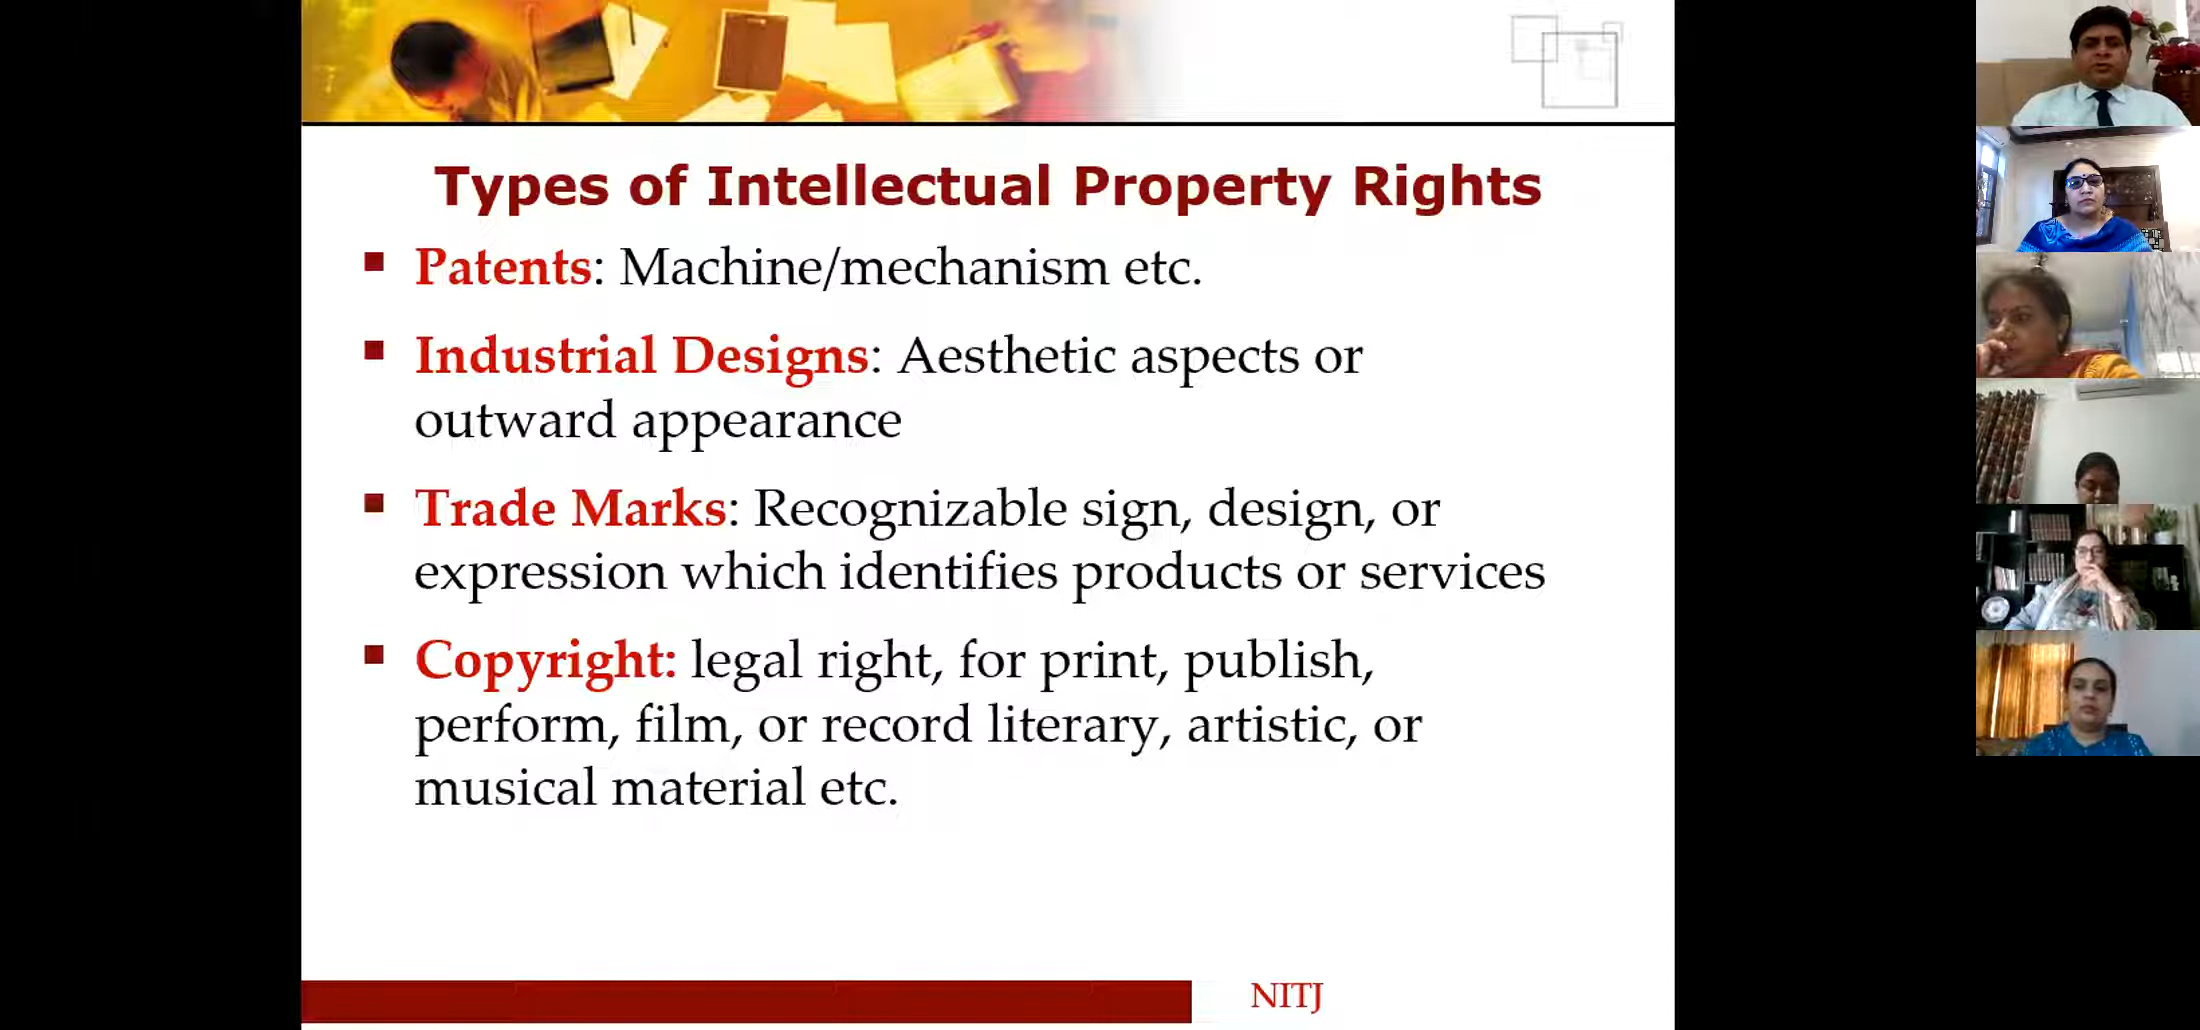 Types of Intellectual Property Rights
Patents: Machine/mechanism etc.
Industrial Designs: Aesthetic aspects or
outward appearance
Trade Marks: Recognizable sign, design, or
expression which identifies products or services
Copyright: legal right, for print, publish,
perform, film, or record literary, artistic, or
musical material etc.
NITJ